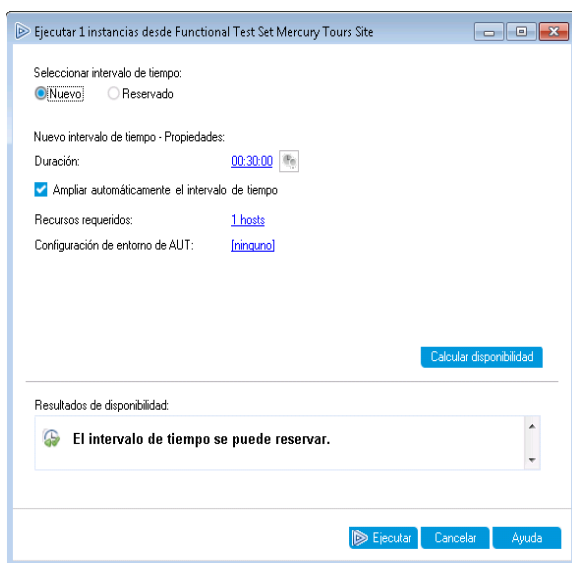 Ejecutar 1 instancias desde Functional Test Set Mercury Tours Site
Seleccionar intervalo de tiempo:
Nuevo Reservado
Nuevo intervalo de tiempo - Propiedades:
Duración: 00:30:00
Ampliar automáticamente el intervalo de tiempo
Recursos requeridos: 1 hosts
Configuración de entorno de AUT: [ninguno]
Calcular disponibilidad
Resultados de disponibilidad:
El intervalo de tiempo se puede reservar.
Ejecutar Cancelar Ayuda